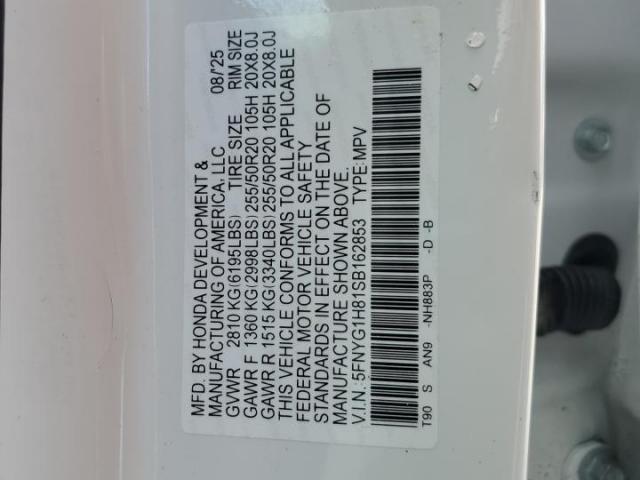 MFD. BY HONDA DEVELOPMENT &
MANUFACTURING OF AMERICA, LLC 08/'25
GVWR 2810 KG(6195LBS) TIRE SIZE RIM SIZE
GAWR F 1360 KG(2998LBS) 255/50R20 105H 20X8.0J
GAWR R 1515 KG(3340LBS) 255/50R20 105H 20X8.0J
THIS VEHICLE CONFORMS TO ALL APPLICABLE
FEDERAL MOTOR VEHICLE SAFETY
STANDARDS IN EFFECT ON THE DATE OF
MANUFACTURE SHOWN ABOVE.
V.I.N.: 5FNYG1H81SB162853 TYPE: MPV
T90 S AN9 -NH883P -D -B